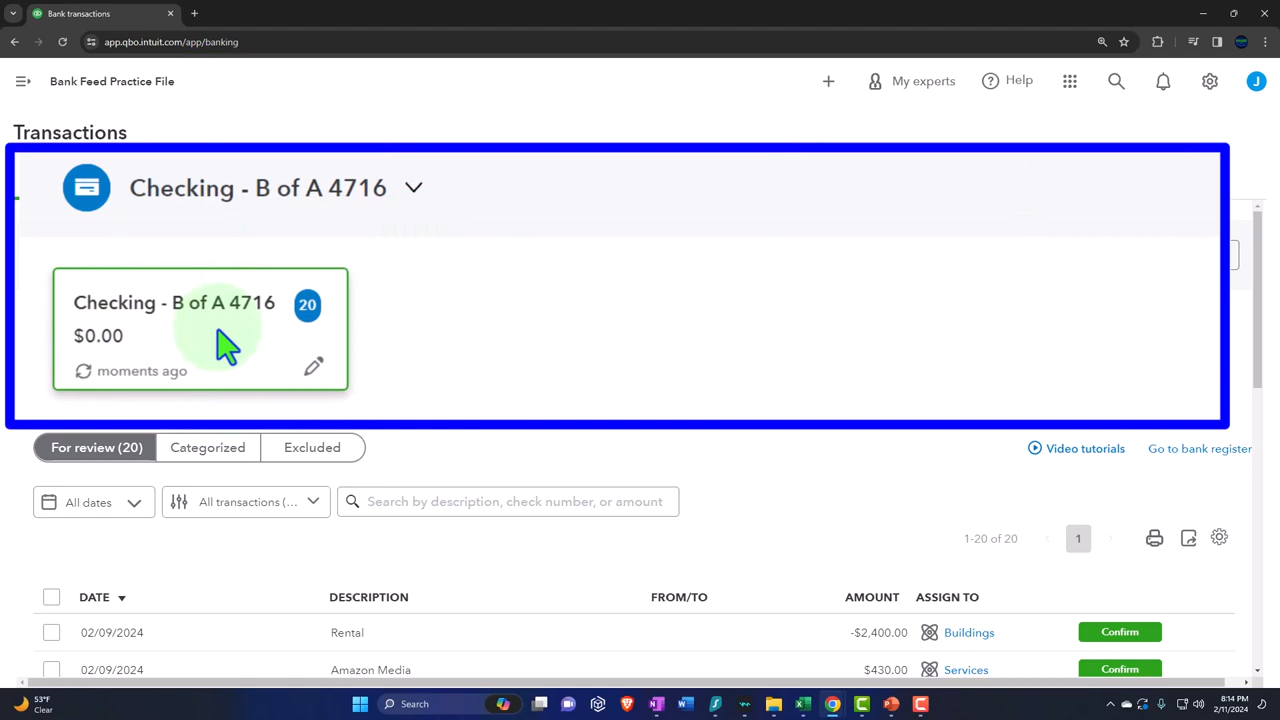 Bank transactions
app.qbo.intuit.com/app/banking
Bank Feed Practice File
My experts
Help
J
Transactions
Checking - B of A 4716
Checking - B of A 4716
20
$0.00
moments ago
For review (20)
Categorized
Excluded
Video tutorials
Go to bank register
All dates
All transactions (...
Search by description, check number, or amount
1-20 of 20
1
DATE
DESCRIPTION
FROM/TO
AMOUNT
ASSIGN TO
02/09/2024
Rental
-$2,400.00
Buildings
Confirm
02/09/2024
Amazon Media
$430.00
Services
Confirm
53°F
Clear
Search
8:14 PM
2/11/2024